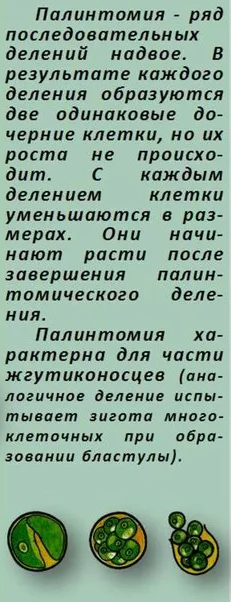 Палинтомия - ряд
последовательных
делений надвое. В
результате каждого
деления образуются
две одинаковые до-
черние клетки, но их
роста не происхо-
дит. С каждым
делением клетки
уменьшаются в раз-
мерах. Они начи-
нают расти после
завершения палин-
томического деле-
ния.
Палинтомия ха-
рактерна для части
жгутиконосцев (ана-
логичное деление испы-
тывает зигота много-
клеточных при обра-
зовании бластулы).